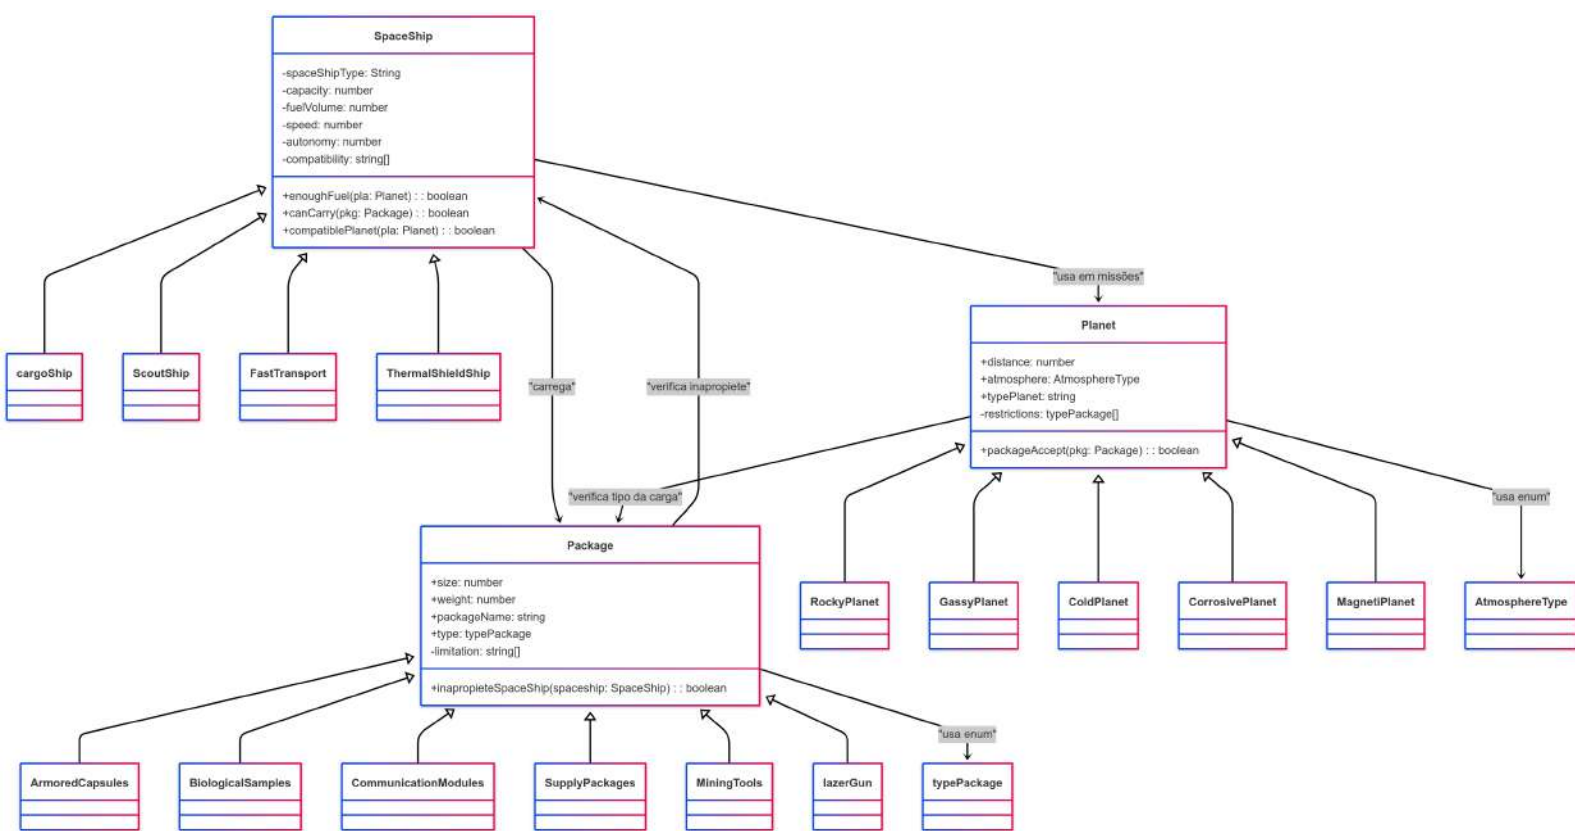 SpaceShip
-spaceShipType: String
-capacity: number
-fuelVolume: number
-speed: number
-autonomy: number
-compatibility: string[]
+enoughFuel(pla: Planet) : : boolean
+canCarry(pkg: Package) : : boolean
+compatiblePlanet(pla: Planet) : : boolean
"usa em missões"
cargoShip
ScoutShip
FastTransport
ThermalShieldShip
"carrega"
"verifica inapropiete"
Planet
+distance: number
+atmosphere: AtmosphereType
+typePlanet: string
-restrictions: typePackage[]
+packageAccept(pkg: Package) : : boolean
"verifica tipo da carga"
"usa enum"
Package
+size: number
+weight: number
+packageName: string
+type: typePackage
-limitation: string[]
+inapropieteSpaceShip(spaceship: SpaceShip) : : boolean
RockyPlanet
GassyPlanet
ColdPlanet
CorrosivePlanet
MagnetiPlanet
AtmosphereType
"usa enum"
ArmoredCapsules
BiologicalSamples
CommunicationModules
SupplyPackages
MiningTools
lazerGun
typePackage